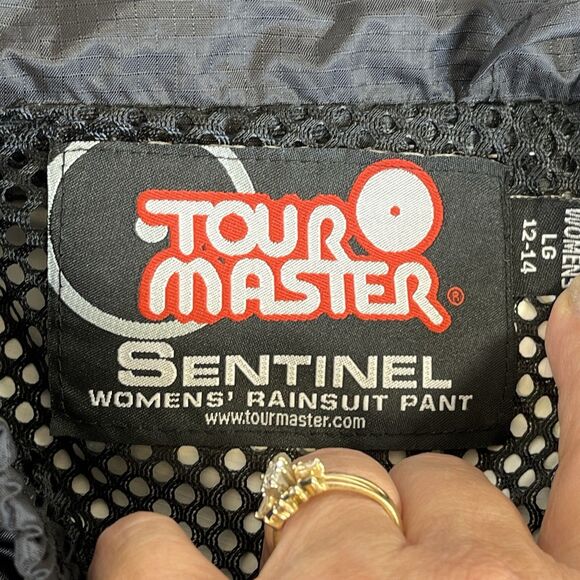 TOUR
MASTER®
SENTINEL
WOMENS' RAINSUIT PANT
www.tourmaster.com
WOMENS
LG
12-14